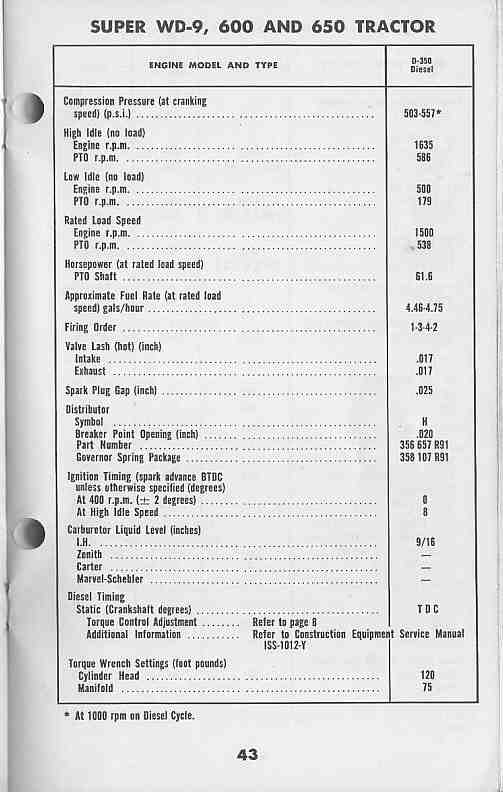 SUPER WD-9, 600 AND 650 TRACTOR
ENGINE MODEL AND TYPE
D-350
Diesel
Compression Pressure (at cranking
speed) (p.s.i.) 503-557*
High Idle (no load)
Engine r.p.m. 1635
PTO r.p.m. 586
Low Idle (no load)
Engine r.p.m. 500
PTO r.p.m. 179
Rated Load Speed
Engine r.p.m. 1500
PTO r.p.m. 538
Horsepower (at rated load speed)
PTO Shaft 61.6
Approximate Fuel Rate (at rated load
speed) gals/hour 4.46-4.75
Firing Order 1-3-4-2
Valve Lash (hot) (inch)
Intake .017
Exhaust .017
Spark Plug Gap (inch) .025
Distributor
Symbol H
Breaker Point Opening (inch) .020
Part Number 356 657 R91
Governor Spring Package 358 107 R91
Ignition Timing (spark advance BTDC
unless otherwise specified (degrees)
At 400 r.p.m. (± 2 degrees) 0
At High Idle Speed 8
Carburetor Liquid Level (inches)
I.H. 9/16
Zenith —
Carter —
Marvel-Schebler —
Diesel Timing
Static (Crankshaft degrees) T D C
Torque Control Adjustment Refer to page 8
Additional Information Refer to Construction Equipment Service Manual
ISS-1012-Y
Torque Wrench Settings (foot pounds)
Cylinder Head 120
Manifold 75
* At 1000 rpm on Diesel Cycle.
43